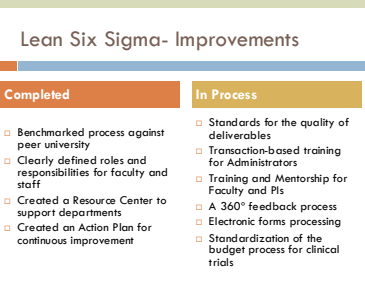 Lean Six Sigma- Improvements
Completed
Benchmarked process against
peer university
Clearly defined roles and
responsibilities for faculty and
staff
Created a Resource Center to
support departments
Created an Action Plan for
continuous improvement
In Process
Standards for the quality of
deliverables
Transaction-based training
for Administrators
Training and Mentorship for
Faculty and PIs
A 360° feedback process
Electronic forms processing
Standardization of the
budget process for clinical
trials